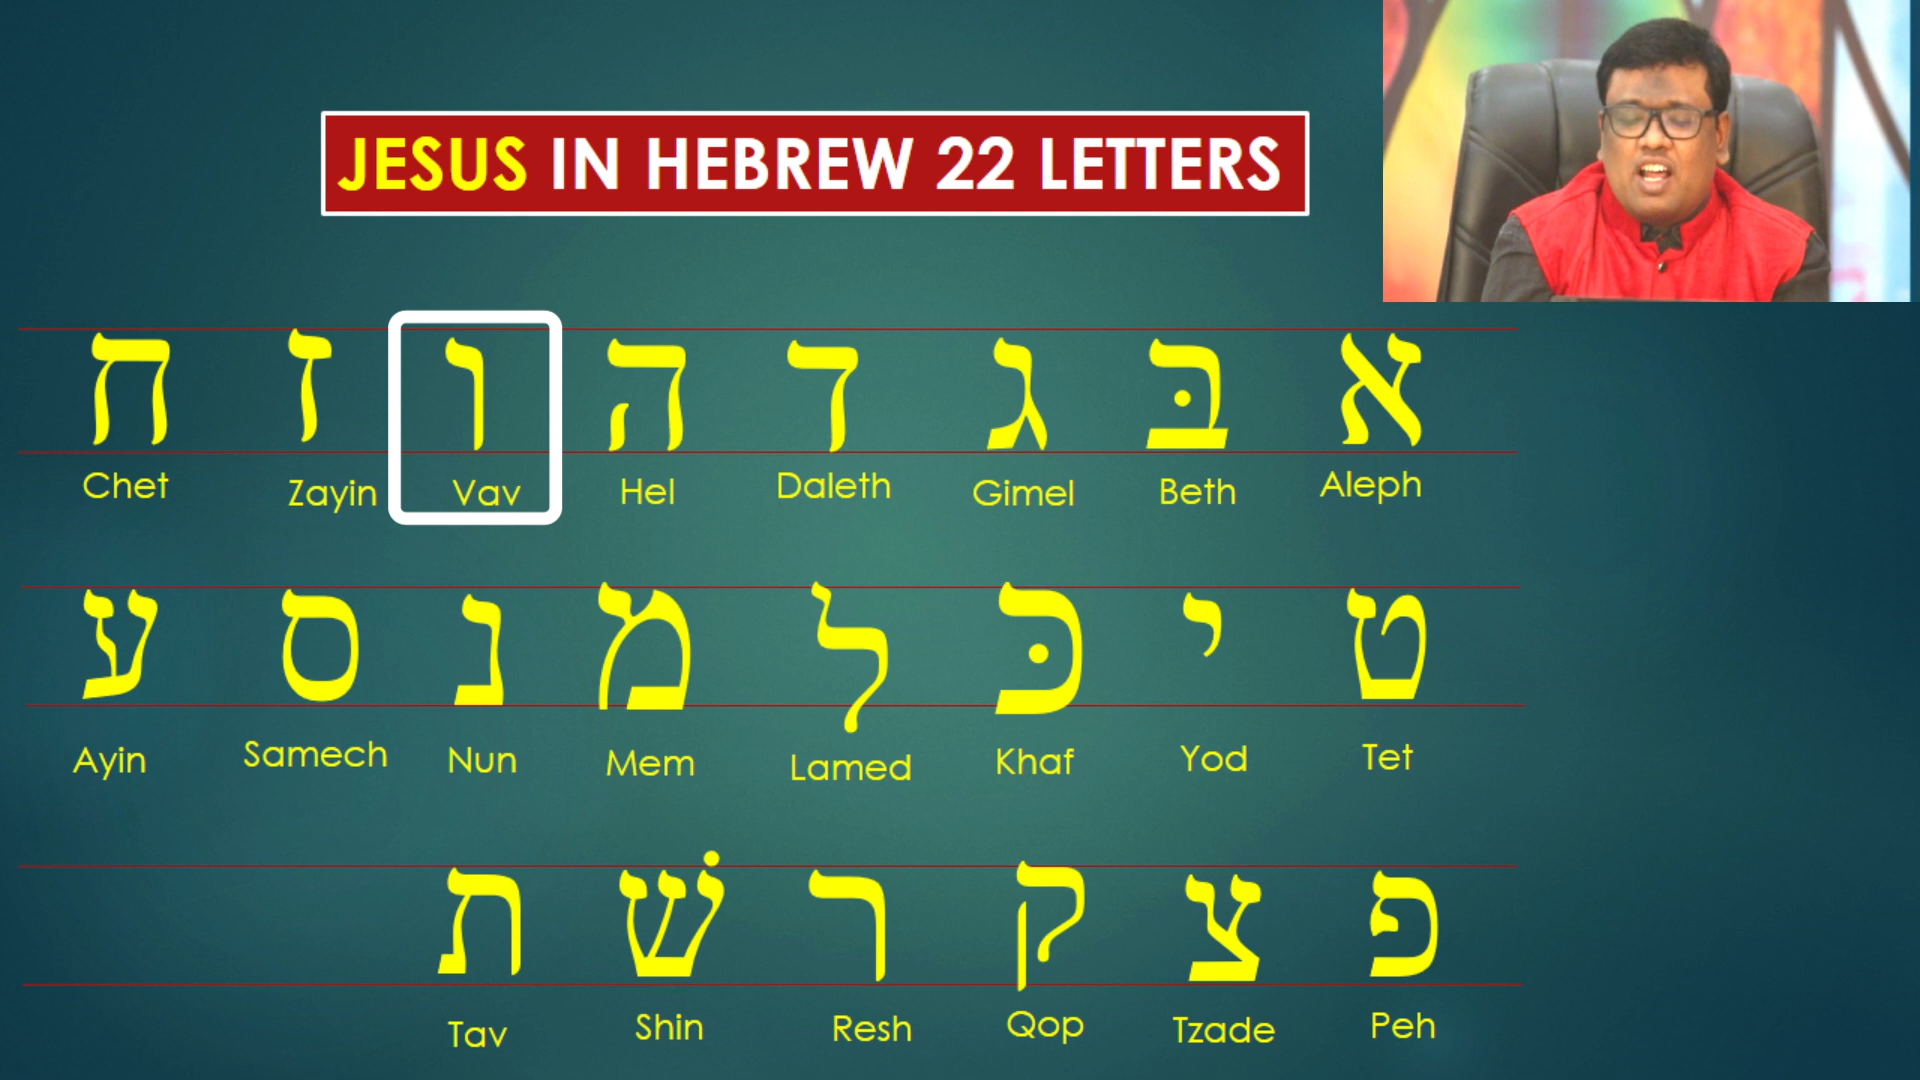 JESUS IN HEBREW 22 LETTERS
א בּ ג ד ה ו ז ח
Aleph Beth Gimel Daleth Hel Vav Zayin Chet
ט י כּ ל מ נ ס ע
Tet Yod Khaf Lamed Mem Nun Samech Ayin
פ צ ק ר שׁ ת
Peh Tzade Qop Resh Shin Tav